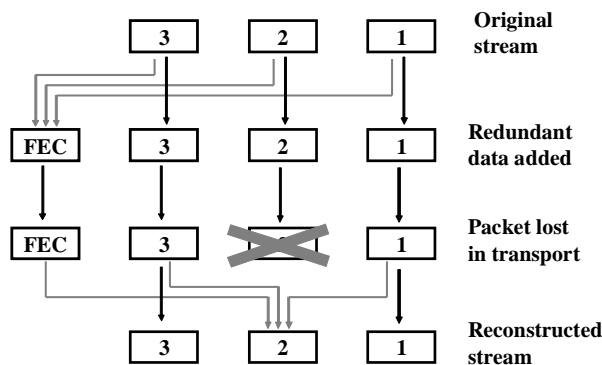 3 2 1 Original
stream
FEC 3 2 1 Redundant
data added
FEC 3 1 Packet lost
in transport
3 2 1 Reconstructed
stream